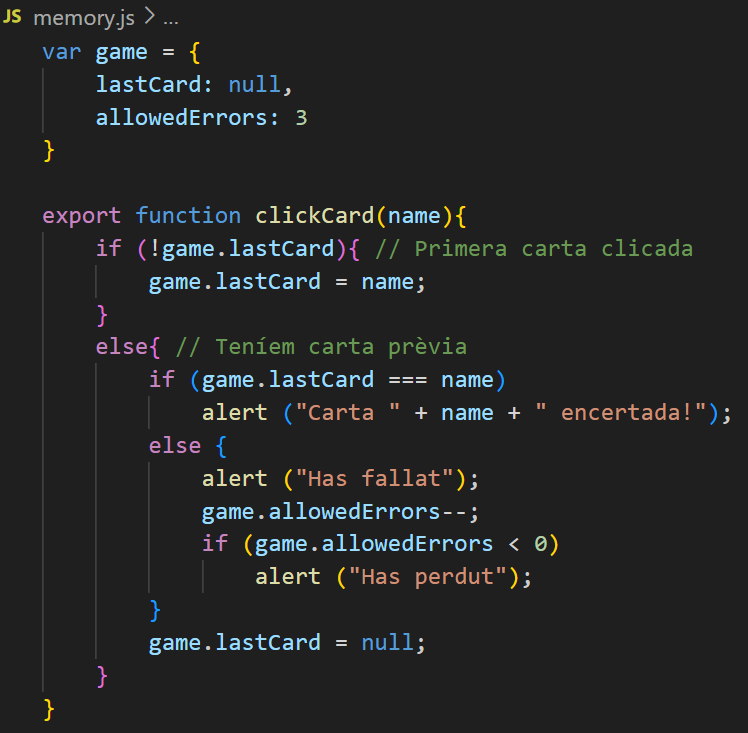 JS memory.js > ...
var game = {
    lastCard: null,
    allowedErrors: 3
}

export function clickCard(name){
    if (!game.lastCard){ // Primera carta clicada
        game.lastCard = name;
    }
    else{ // Teníem carta prèvia
        if (game.lastCard === name)
            alert ("Carta " + name + " encertada!");
        else {
            alert ("Has fallat");
            game.allowedErrors--;
            if (game.allowedErrors < 0)
                alert ("Has perdut");
        }
        game.lastCard = null;
    }
}